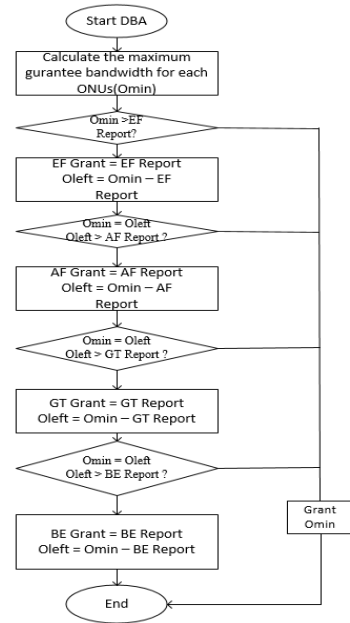 Start DBA
Calculate the maximum
gurantee bandwidth for each
ONUs(Omin)
Omin >EF
Report?
EF Grant = EF Report
Oleft = Omin – EF
Report
Omin = Oleft
Oleft > AF Report ?
AF Grant = AF Report
Oleft = Omin – AF
Report
Omin = Oleft
Oleft > GT Report ?
GT Grant = GT Report
Oleft = Omin – GT Report
Omin = Oleft
Oleft > BE Report ?
BE Grant = BE Report
Oleft = Omin – BE Report
Grant
Omin
End